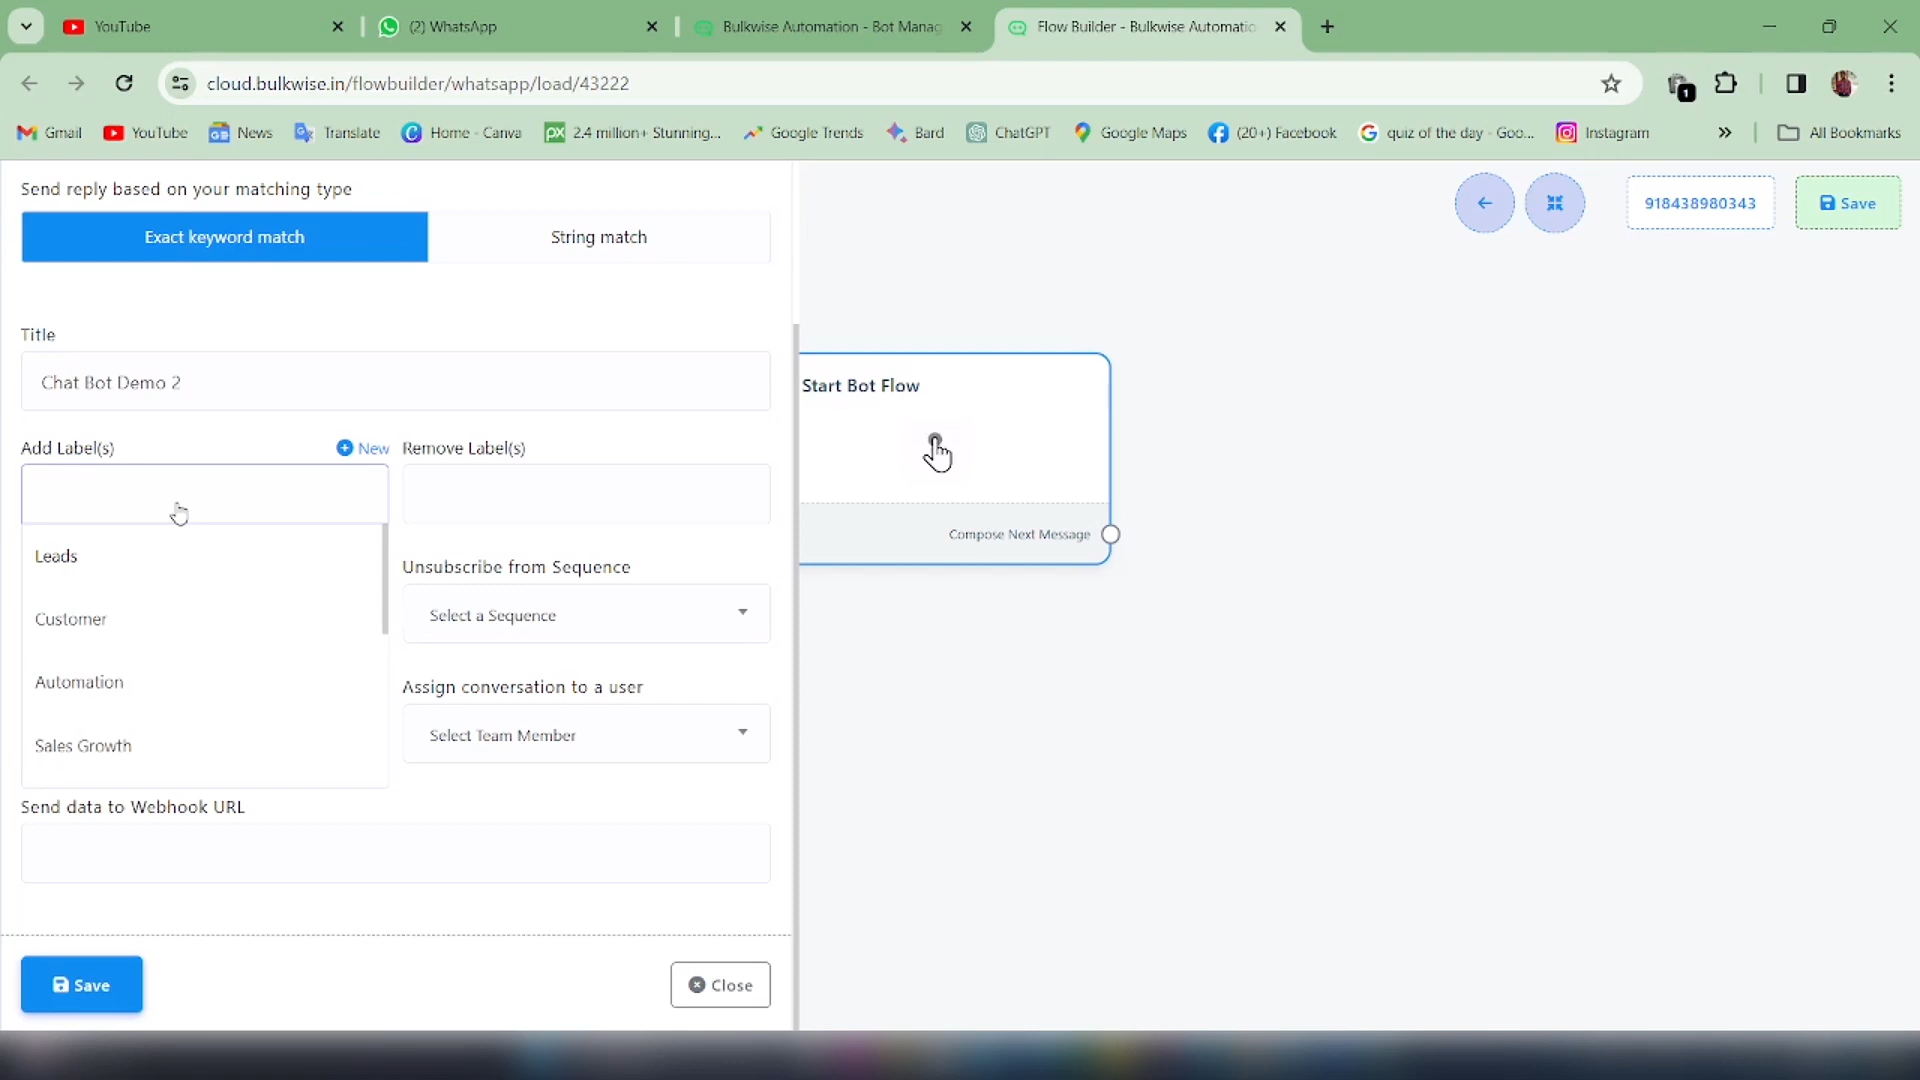 YouTube
(2) WhatsApp
Bulkwise Automation - Bot Manag
Flow Builder - Bulkwise Automatio
cloud.bulkwise.in/flowbuilder/whatsapp/load/43222
1
Gmail
YouTube
News
Translate
Home - Canva
2.4 million+ Stunning...
Google Trends
Bard
ChatGPT
Google Maps
(20+) Facebook
quiz of the day - Goo...
Instagram
All Bookmarks
Send reply based on your matching type
Exact keyword match
String match
918438980343
Save
Title
Chat Bot Demo 2
Start Bot Flow
Add Label(s)
New
Remove Label(s)
Compose Next Message
Leads
Unsubscribe from Sequence
Customer
Select a Sequence
Automation
Assign conversation to a user
Sales Growth
Select Team Member
Send data to Webhook URL
Save
Close